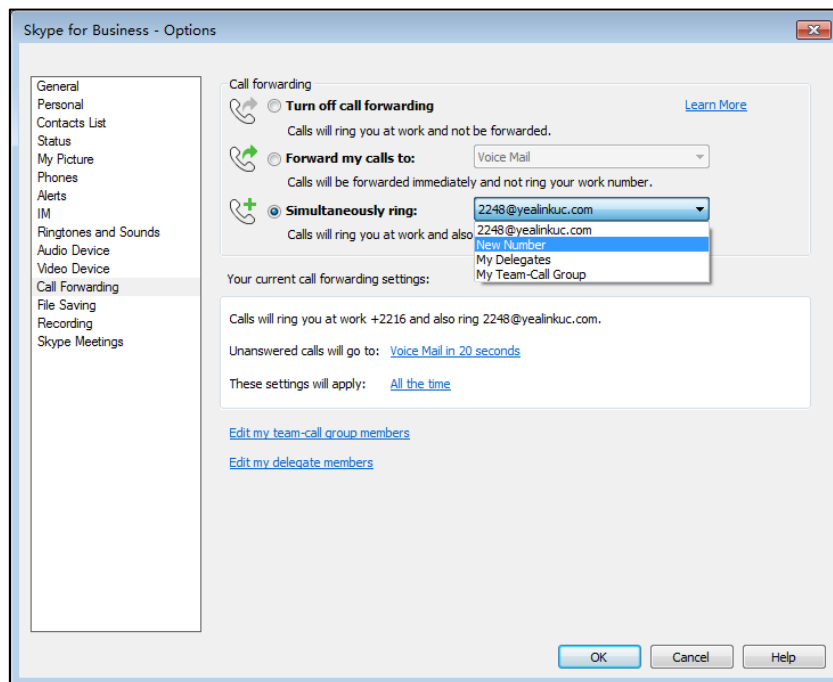 Skype for Business - Options
General
Personal
Contacts List
Status
My Picture
Phones
Alerts
IM
Ringtones and Sounds
Audio Device
Video Device
Call Forwarding
File Saving
Recording
Skype Meetings
Call forwarding
Turn off call forwarding
Learn More
Calls will ring you at work and not be forwarded.
Forward my calls to:
Voice Mail
Calls will be forwarded immediately and not ring your work number.
Simultaneously ring:
2248@yealinkuc.com
Calls will ring you at work and also
2248@yealinkuc.com
New Number
My Delegates
My Team-Call Group
Your current call forwarding settings:
Calls will ring you at work +2216 and also ring 2248@yealinkuc.com.
Unanswered calls will go to: Voice Mail in 20 seconds
These settings will apply: All the time
Edit my team-call group members
Edit my delegate members
OK Cancel Help